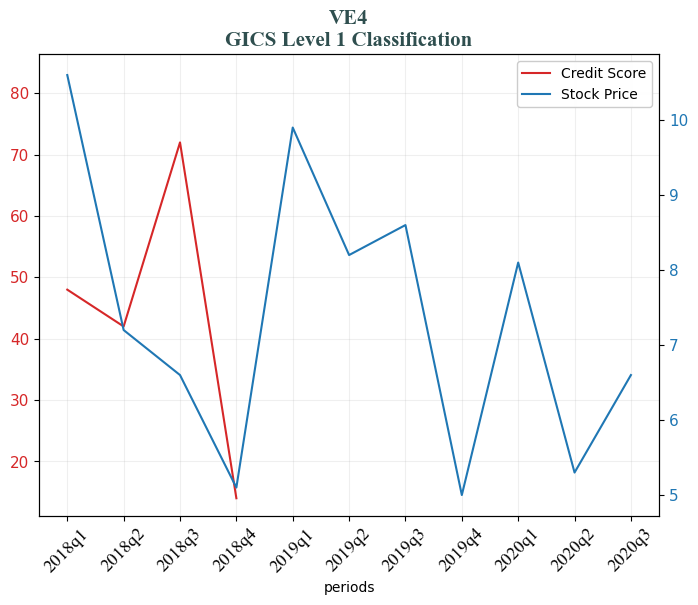 VE4
GICS Level 1 Classification
Credit Score
Stock Price
80
70
60
50
40
30
20
10
9
8
7
6
5
2018q1
2018q2
2018q3
2018q4
2019q1
2019q2
2019q3
2019q4
2020q1
2020q2
2020q3
periods